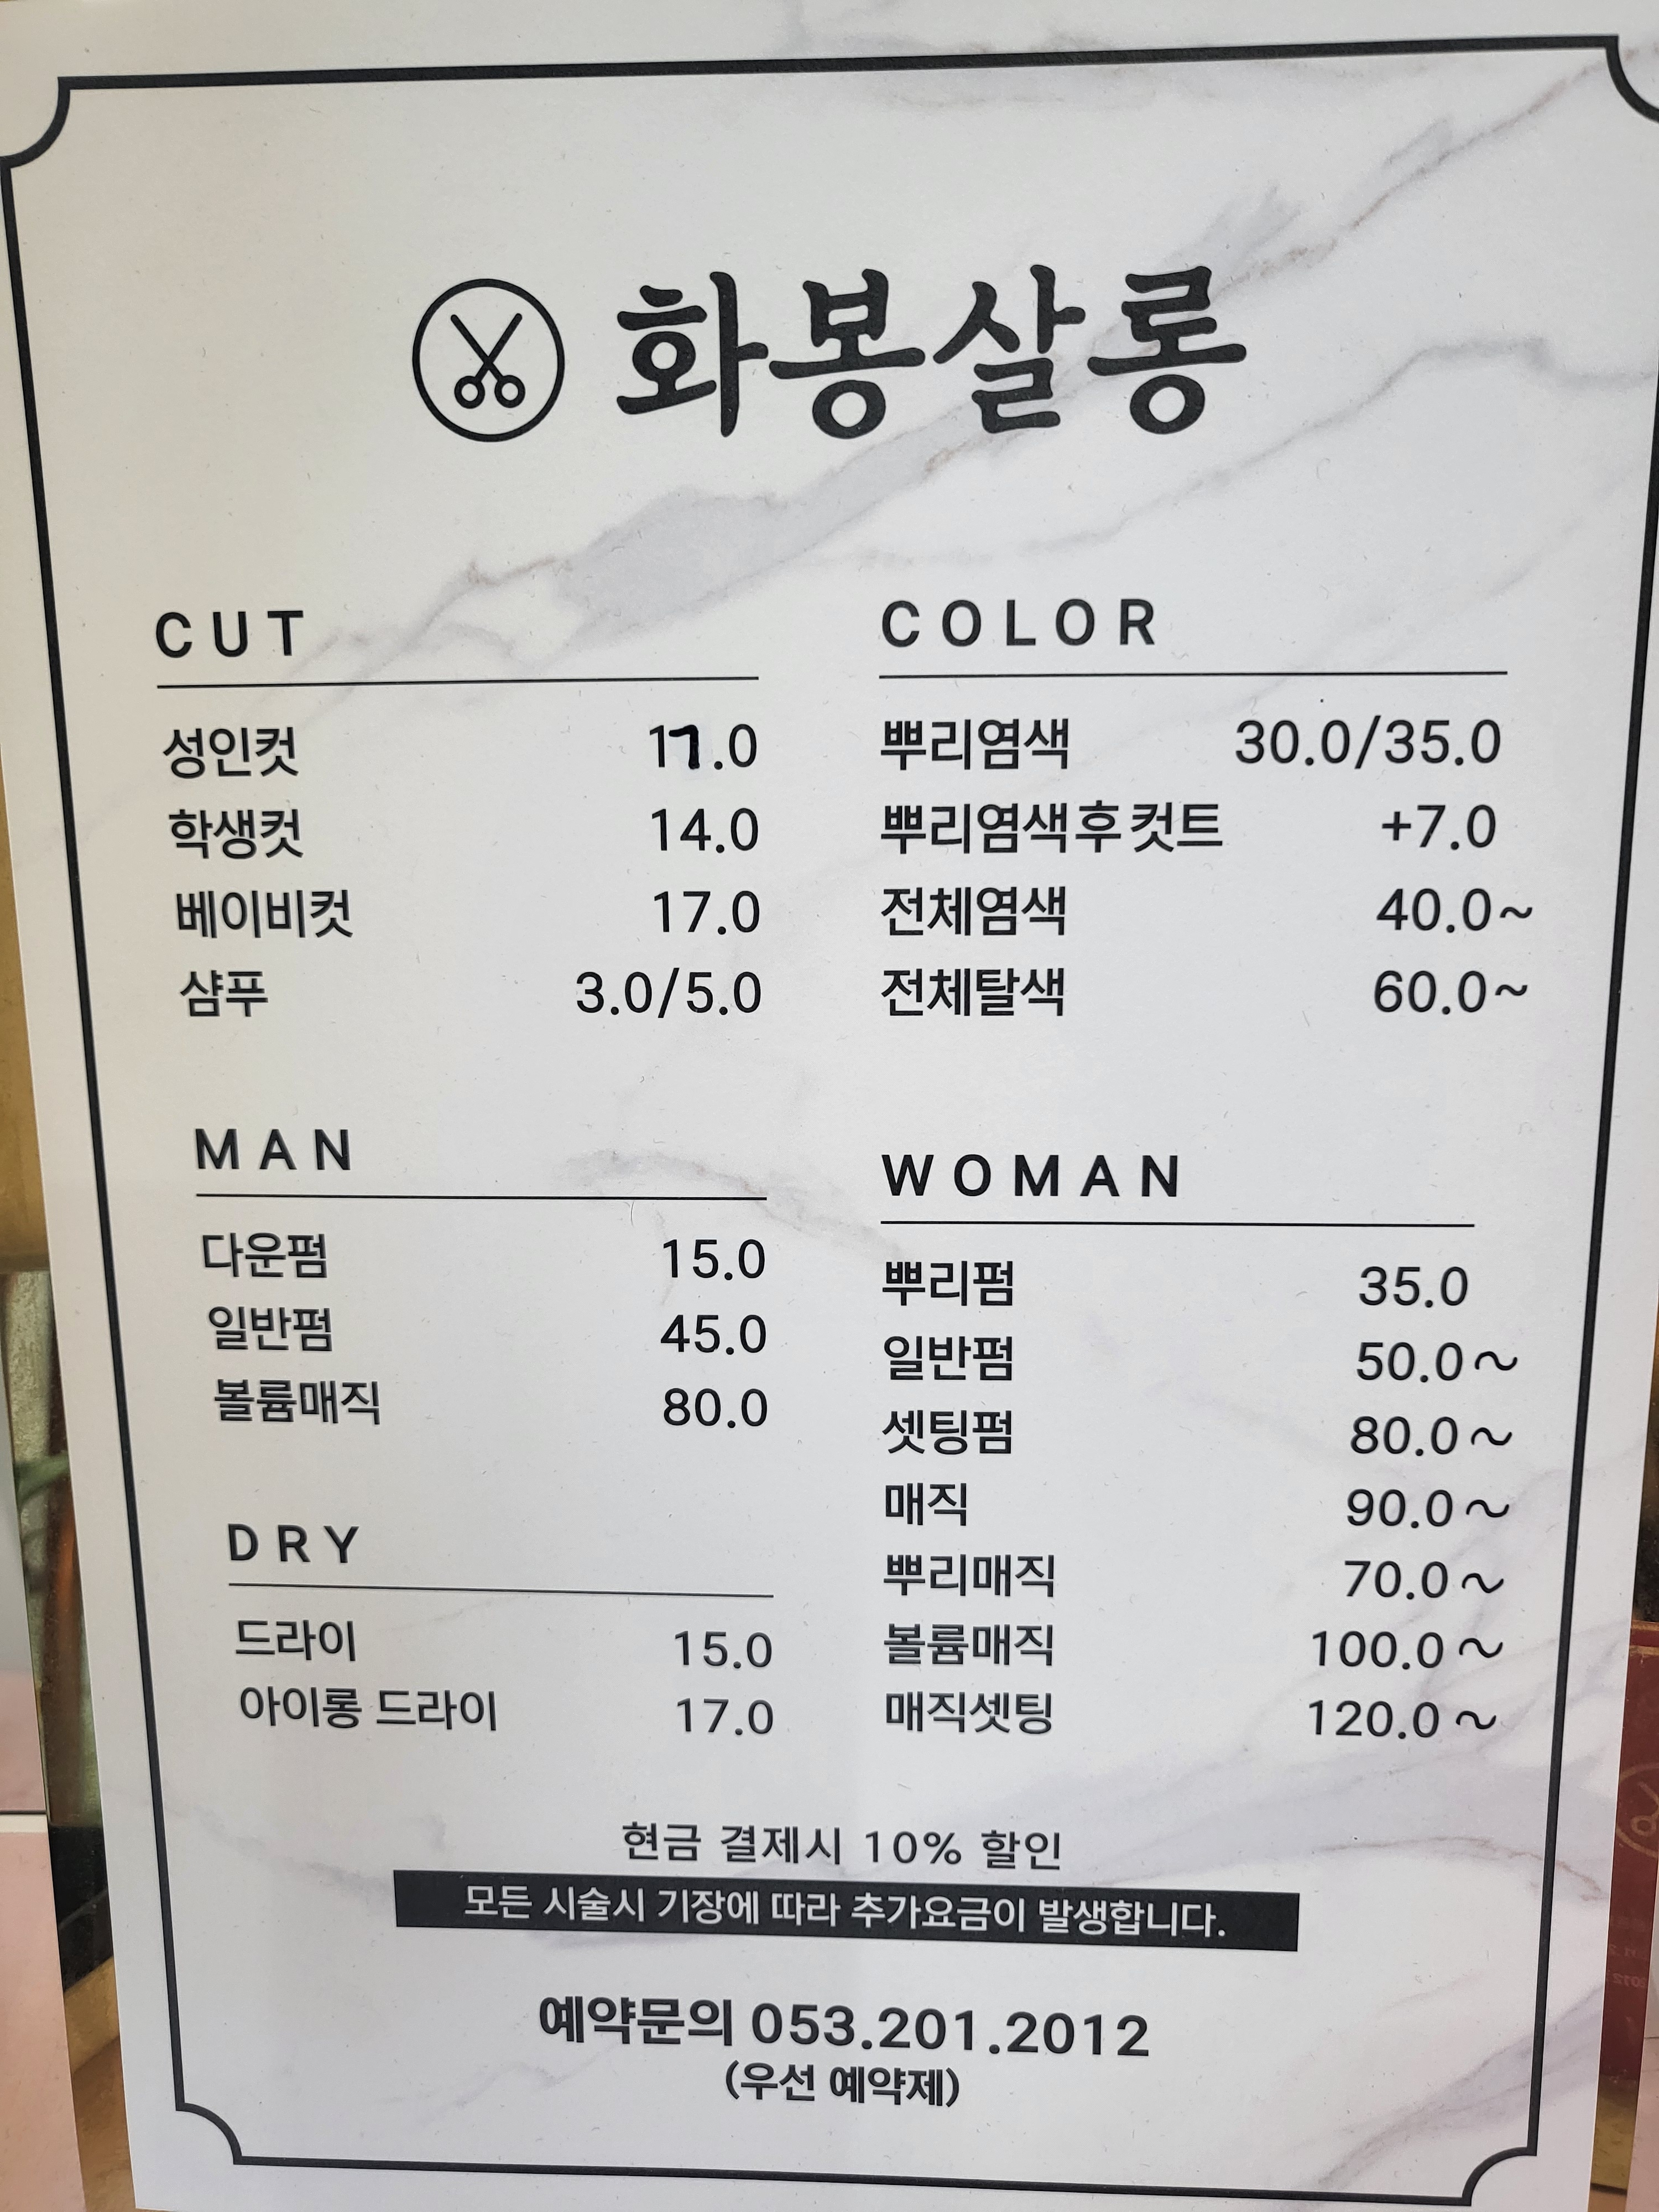 화봉살롱
CUT
성인컷 17.0
학생컷 14.0
베이비컷 17.0
샴푸 3.0/5.0
COLOR
뿌리염색 30.0/35.0
뿌리염색후 컷트 +7.0
전체염색 40.0~
전체탈색 60.0~
MAN
다운펌 15.0
일반펌 45.0
볼륨매직 80.0
DRY
드라이 15.0
아이롱 드라이 17.0
WOMAN
뿌리펌 35.0
일반펌 50.0~
셋팅펌 80.0~
매직 90.0~
뿌리매직 70.0~
볼륨매직 100.0~
매직셋팅 120.0~
현금 결제시 10% 할인
모든 시술시 기장에 따라 추가요금이 발생합니다.
예약문의 053.201.2012
(우선 예약제)